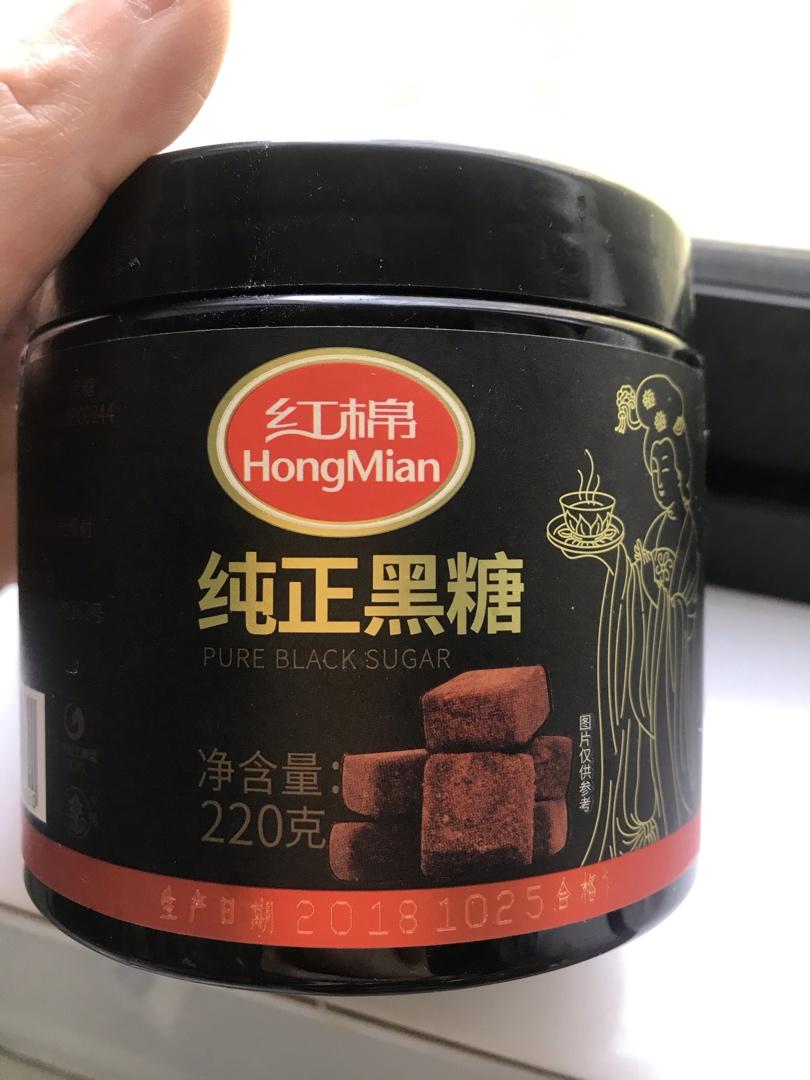 红棉
HongMian
纯正黑糖
PURE BLACK SUGAR
净含量:
220克
图片仅供参考
生产日期 20181025合格